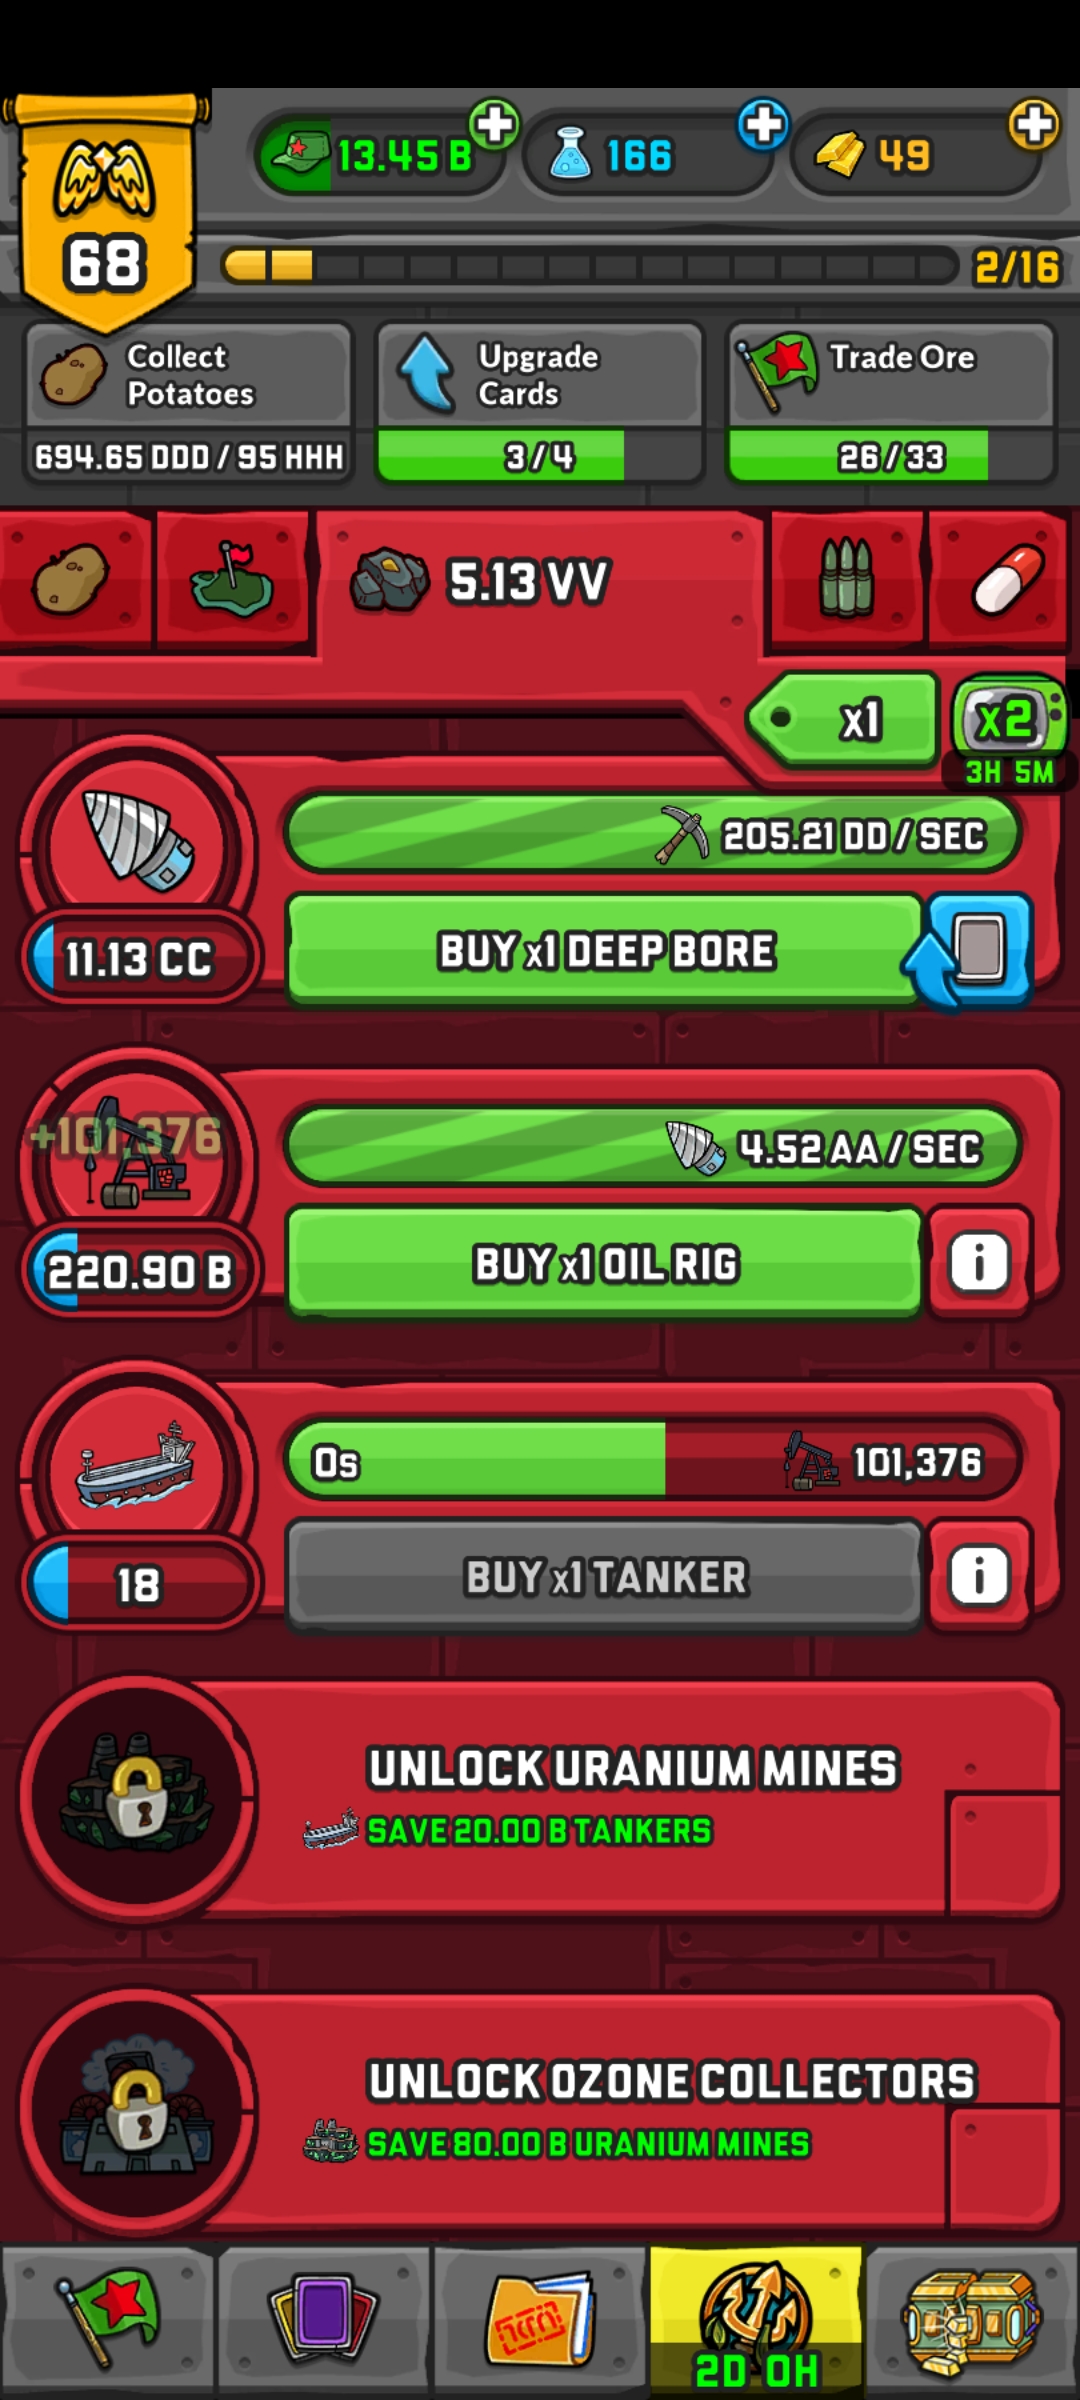 13.45 B
166
49
68
2/16
Collect
Potatoes
694.65 DDD / 95 HHH
Upgrade
Cards
3/4
Trade Ore
26/33
5.13 VV
x1
x2
3H 5M
205.21 DD / SEC
11.13 CC
BUY x1 DEEP BORE
+101,376
4.52 AA / SEC
220.90 B
BUY x1 OIL RIG
i
0s
101,376
18
BUY x1 TANKER
i
UNLOCK URANIUM MINES
SAVE 20.00 B TANKERS
UNLOCK OZONE COLLECTORS
SAVE 80.00 B URANIUM MINES
2D 0H